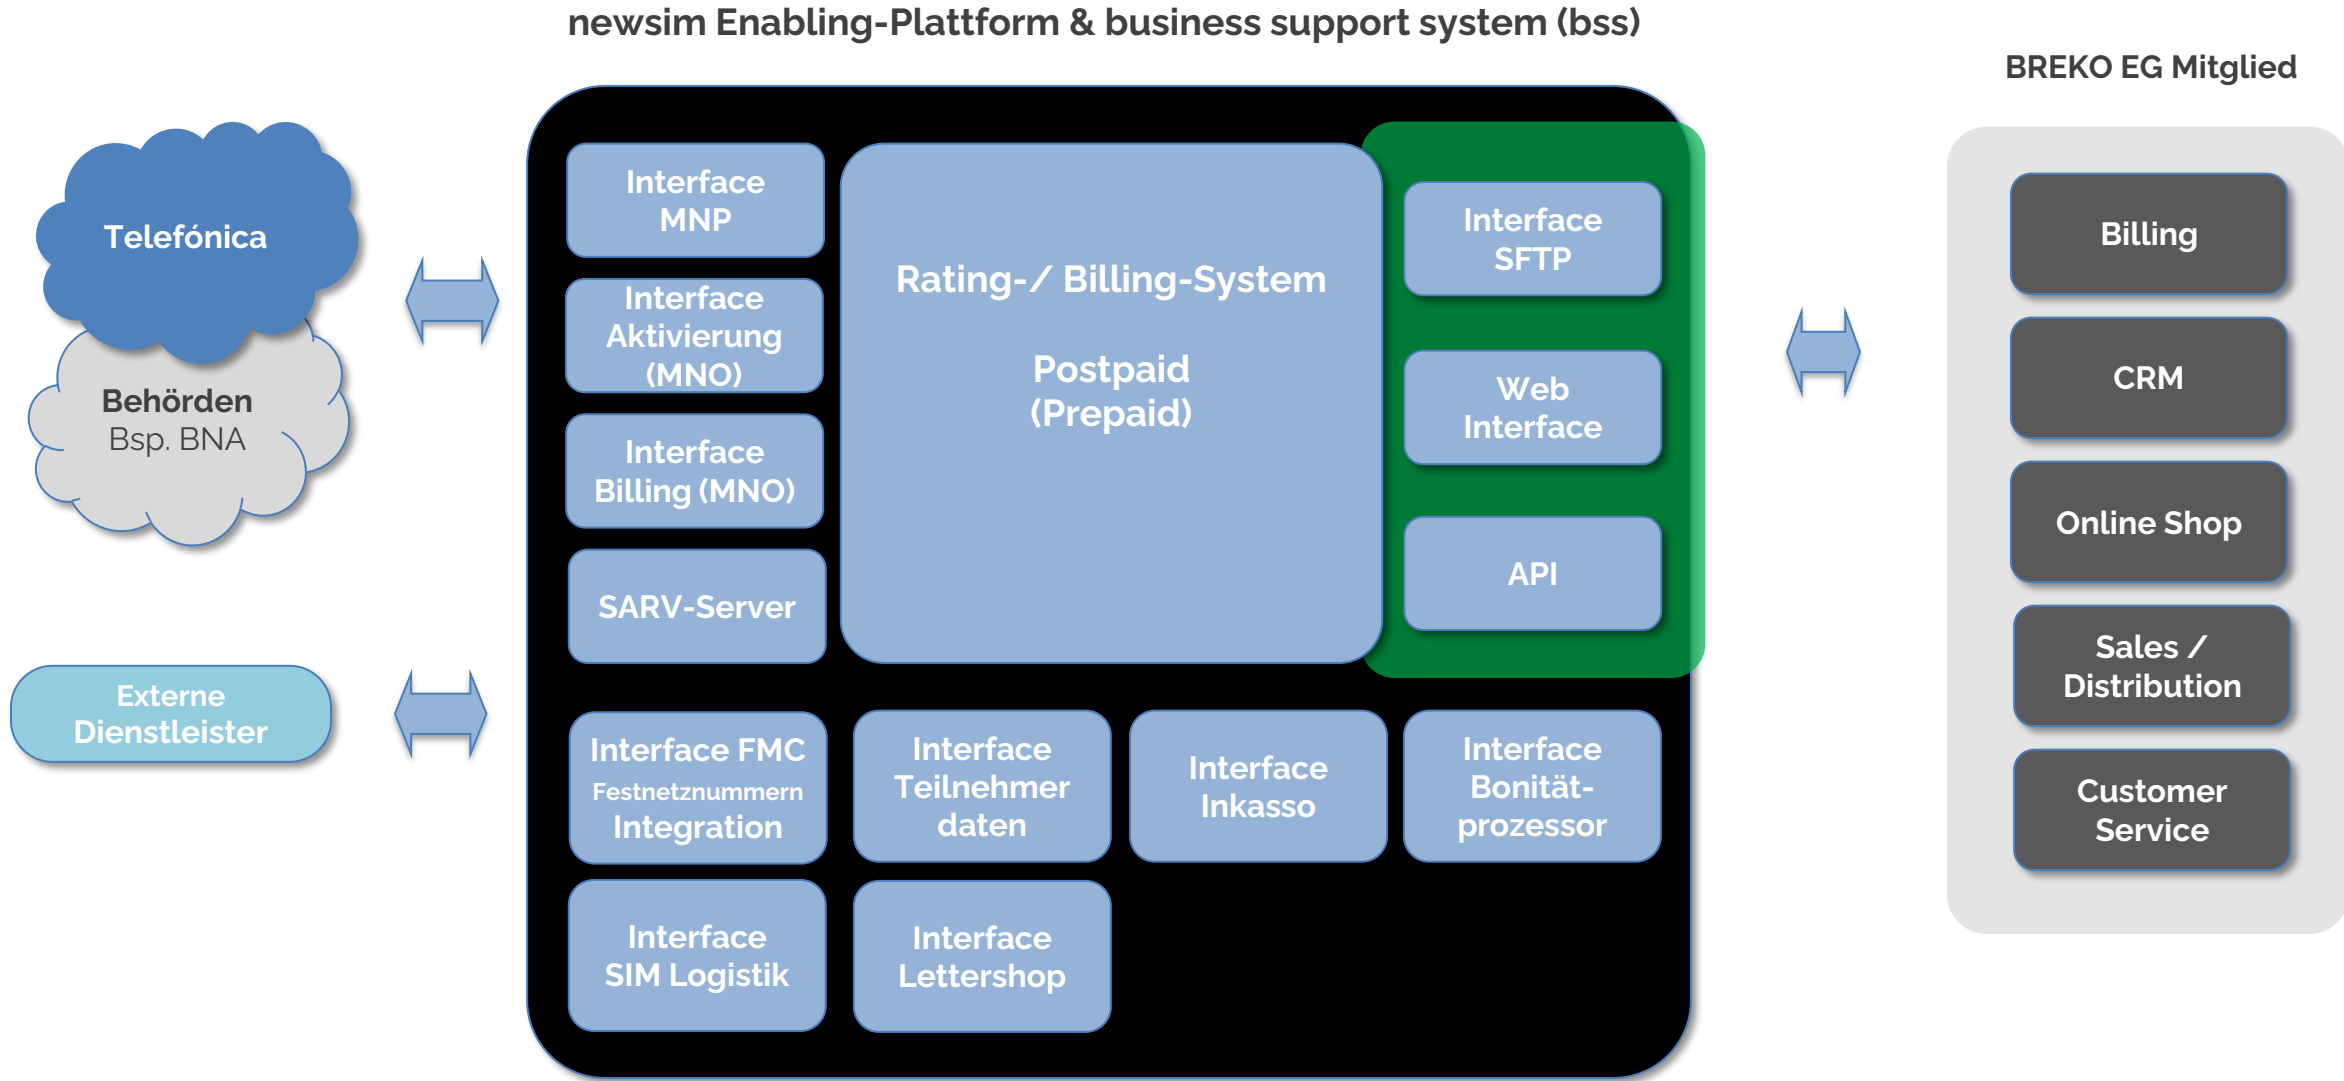 newsim Enabling-Plattform & business support system (bss)
BREKO EG Mitglied
Telefónica
Behörden
Bsp. BNA
Externe
Dienstleister
Interface
MNP
Interface
Aktivierung
(MNO)
Interface
Billing (MNO)
SARV-Server
Rating-/ Billing-System
Postpaid
(Prepaid)
Interface
SFTP
Web
Interface
API
Interface FMC
Festnetznummern
Integration
Interface
Teilnehmer
daten
Interface
Inkasso
Interface
Bonität-
prozessor
Interface
SIM Logistik
Interface
Lettershop
Billing
CRM
Online Shop
Sales /
Distribution
Customer
Service